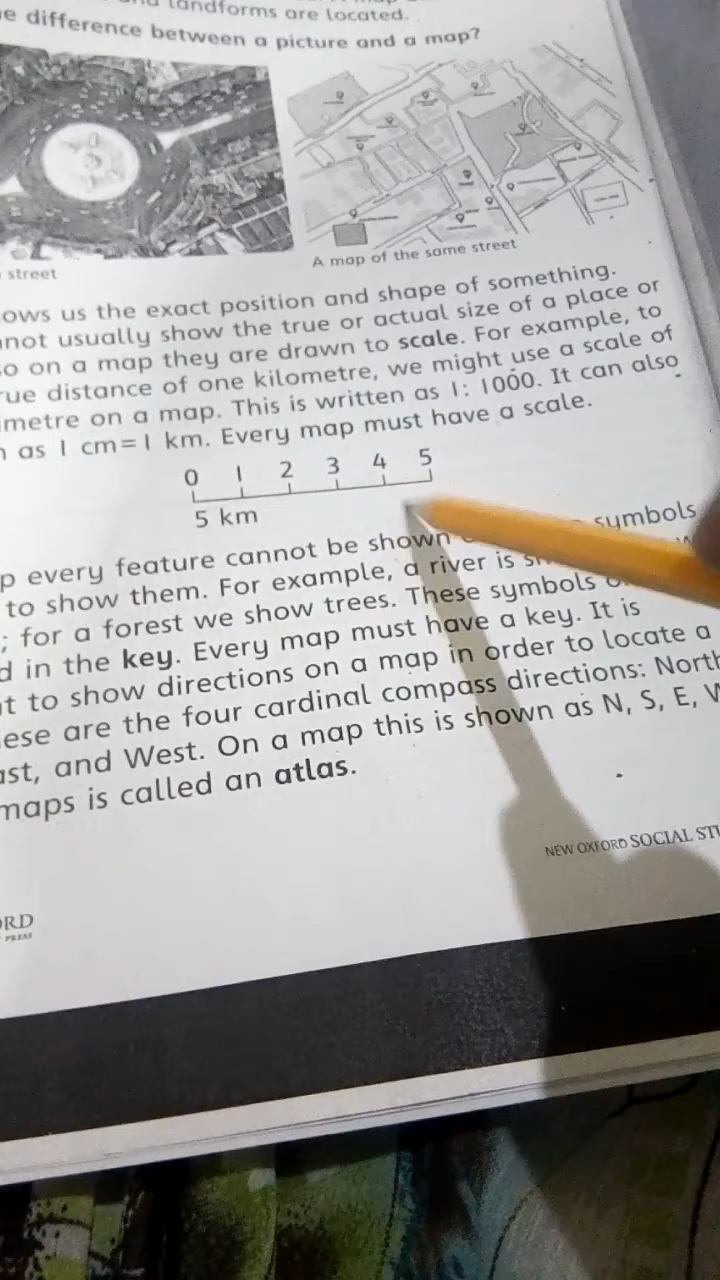 landforms are located.
difference between a picture and a map?
street
A map of the same street
ows us the exact position and shape of something.
not usually show the true or actual size of a place or
o on a map they are drawn to scale. For example, to
rue distance of one kilometre, we might use a scale of
imetre on a map. This is written as 1: 1000. It can also
as 1 cm=1 km. Every map must have a scale.
0 1 2 3 4 5
5 km
p every feature cannot be shown symbols
to show them. For example, a river is
; for a forest we show trees. These symbols
d in the key. Every map must have a key. It is
t to show directions on a map in order to locate a
ese are the four cardinal compass directions: North
ast, and West. On a map this is shown as N, S, E, W
maps is called an atlas.
NEW OXFORD SOCIAL STU
ORD
PRESS